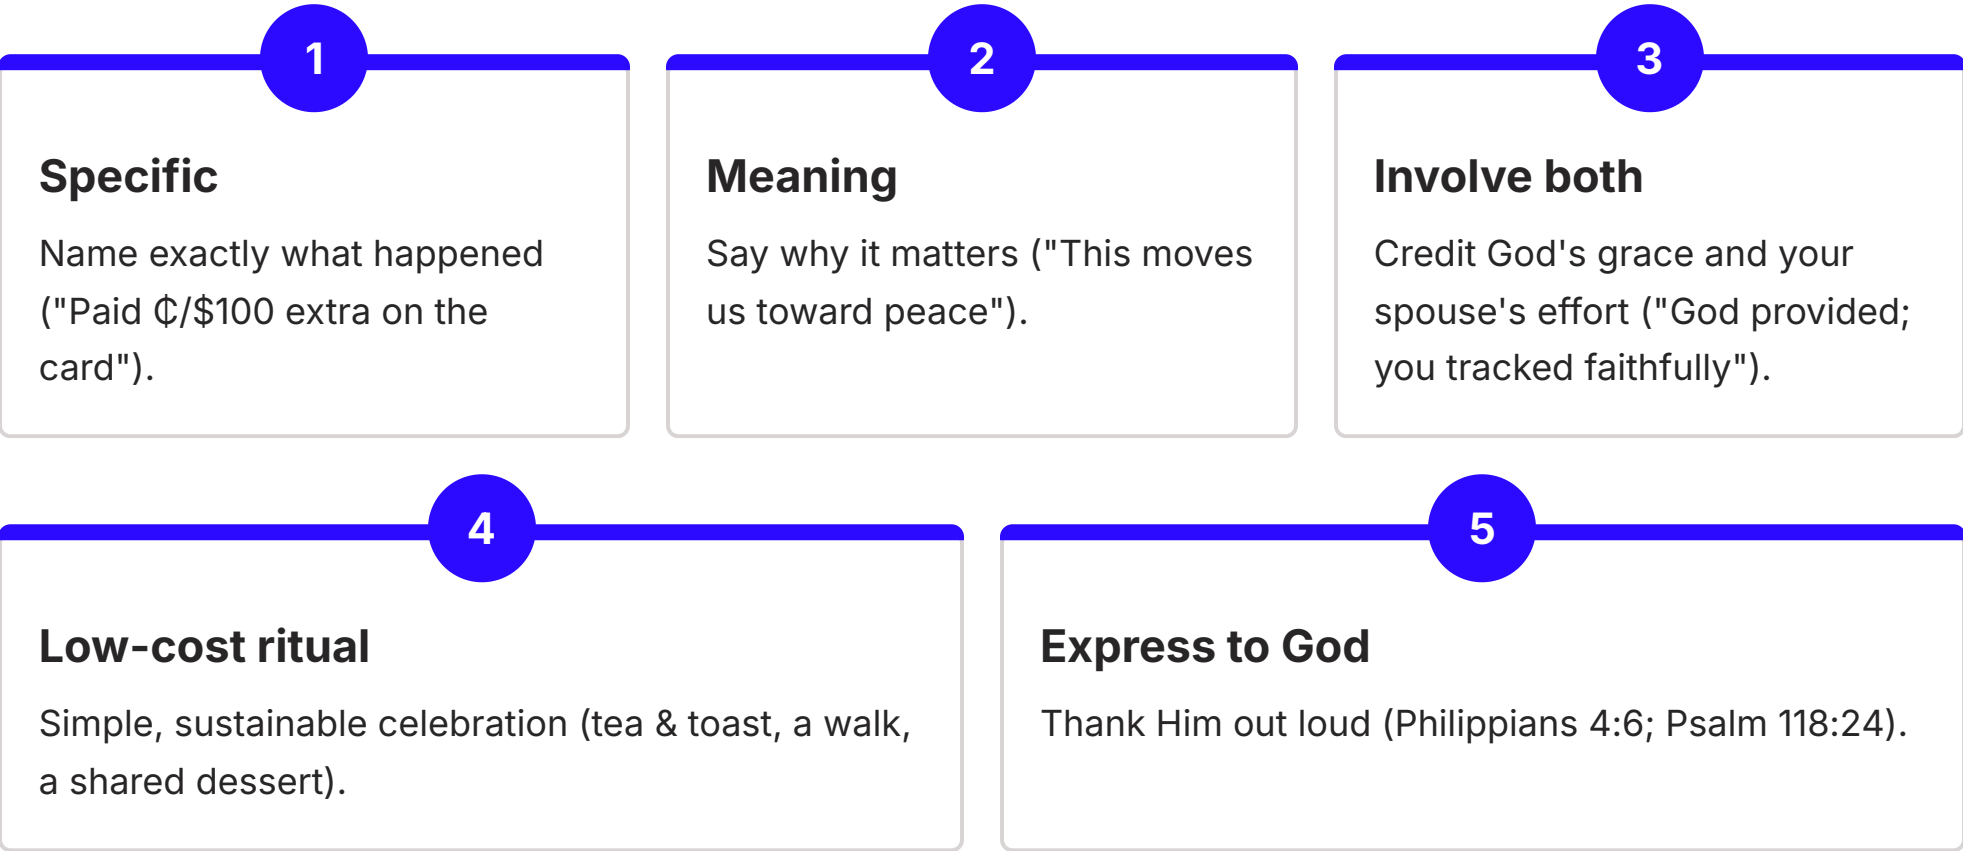 1
Specific
Name exactly what happened
("Paid ₵/$100 extra on the
card").
2
Meaning
Say why it matters ("This moves
us toward peace").
3
Involve both
Credit God's grace and your
spouse's effort ("God provided;
you tracked faithfully").
4
Low-cost ritual
Simple, sustainable celebration (tea & toast, a walk,
a shared dessert).
5
Express to God
Thank Him out loud (Philippians 4:6; Psalm 118:24).